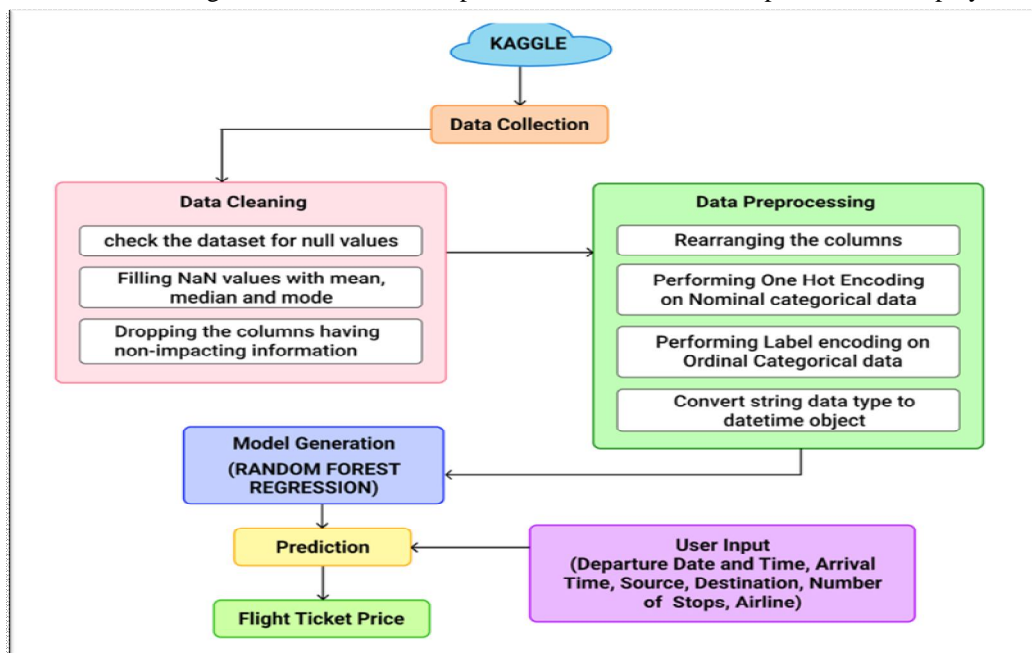 KAGGLE
Data Collection
Data Cleaning
check the dataset for null values
Filling NaN values with mean,
median and mode
Dropping the columns having
non-impacting information
Data Preprocessing
Rearranging the columns
Performing One Hot Encoding
on Nominal categorical data
Performing Label encoding on
Ordinal Categorical data
Convert string data type to
datetime object
Model Generation
(RANDOM FOREST
REGRESSION)
Prediction
User Input
(Departure Date and Time, Arrival
Time, Source, Destination, Number
of Stops, Airline)
Flight Ticket Price